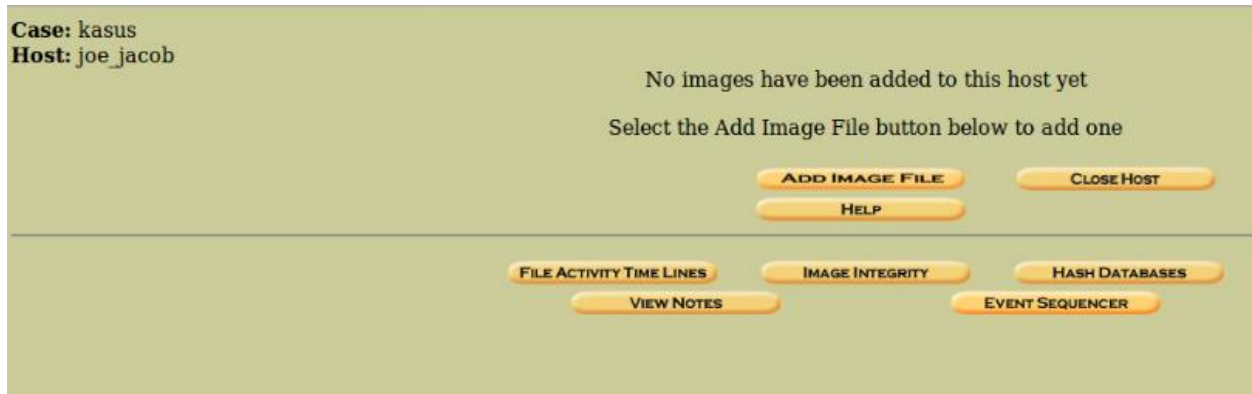 Case: kasus
Host: joe_jacob
No images have been added to this host yet
Select the Add Image File button below to add one
ADD IMAGE FILE CLOSE HOST
HELP
FILE ACTIVITY TIME LINES IMAGE INTEGRITY HASH DATABASES
VIEW NOTES EVENT SEQUENCER